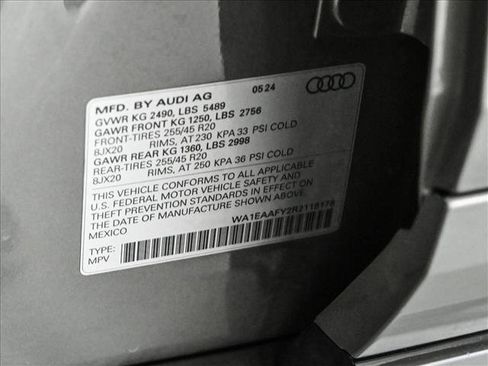 MFD. BY AUDI AG 05 24
GVWR KG 2490, LBS 5489
GAWR FRONT KG 1250, LBS 2756
FRONT-TIRES 255/45 R20
8JX20 RIMS, AT 230 KPA 33 PSI COLD
GAWR REAR KG 1360, LBS 2998
REAR-TIRES 255/45 R20
8JX20 RIMS, AT 250 KPA 36 PSI COLD
THIS VEHICLE CONFORMS TO ALL APPLICABLE
U.S. FEDERAL MOTOR VEHICLE SAFETY AND
THEFT PREVENTION STANDARDS IN EFFECT ON
THE DATE OF MANUFACTURE SHOWN ABOVE.
MEXICO WA1EAAFY2R2118178
TYPE:
MPV